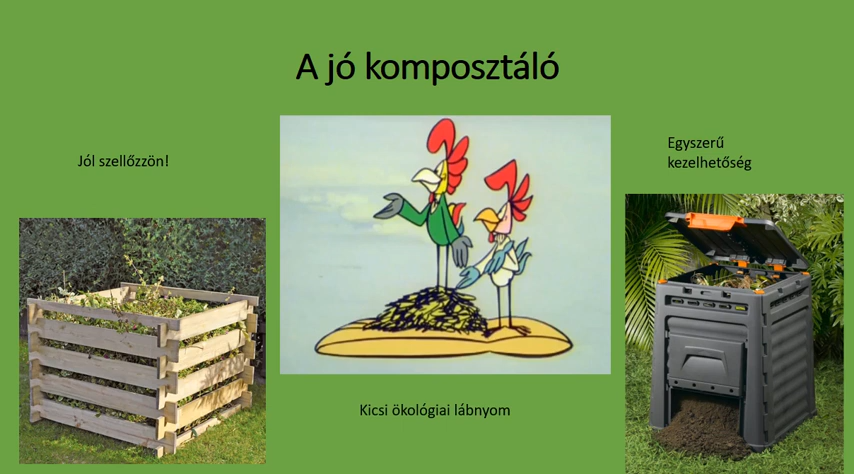 A jó komposztáló
Jól szellőzzön!
Egyszerű
kezelhetőség
Kicsi ökológiai lábnyom